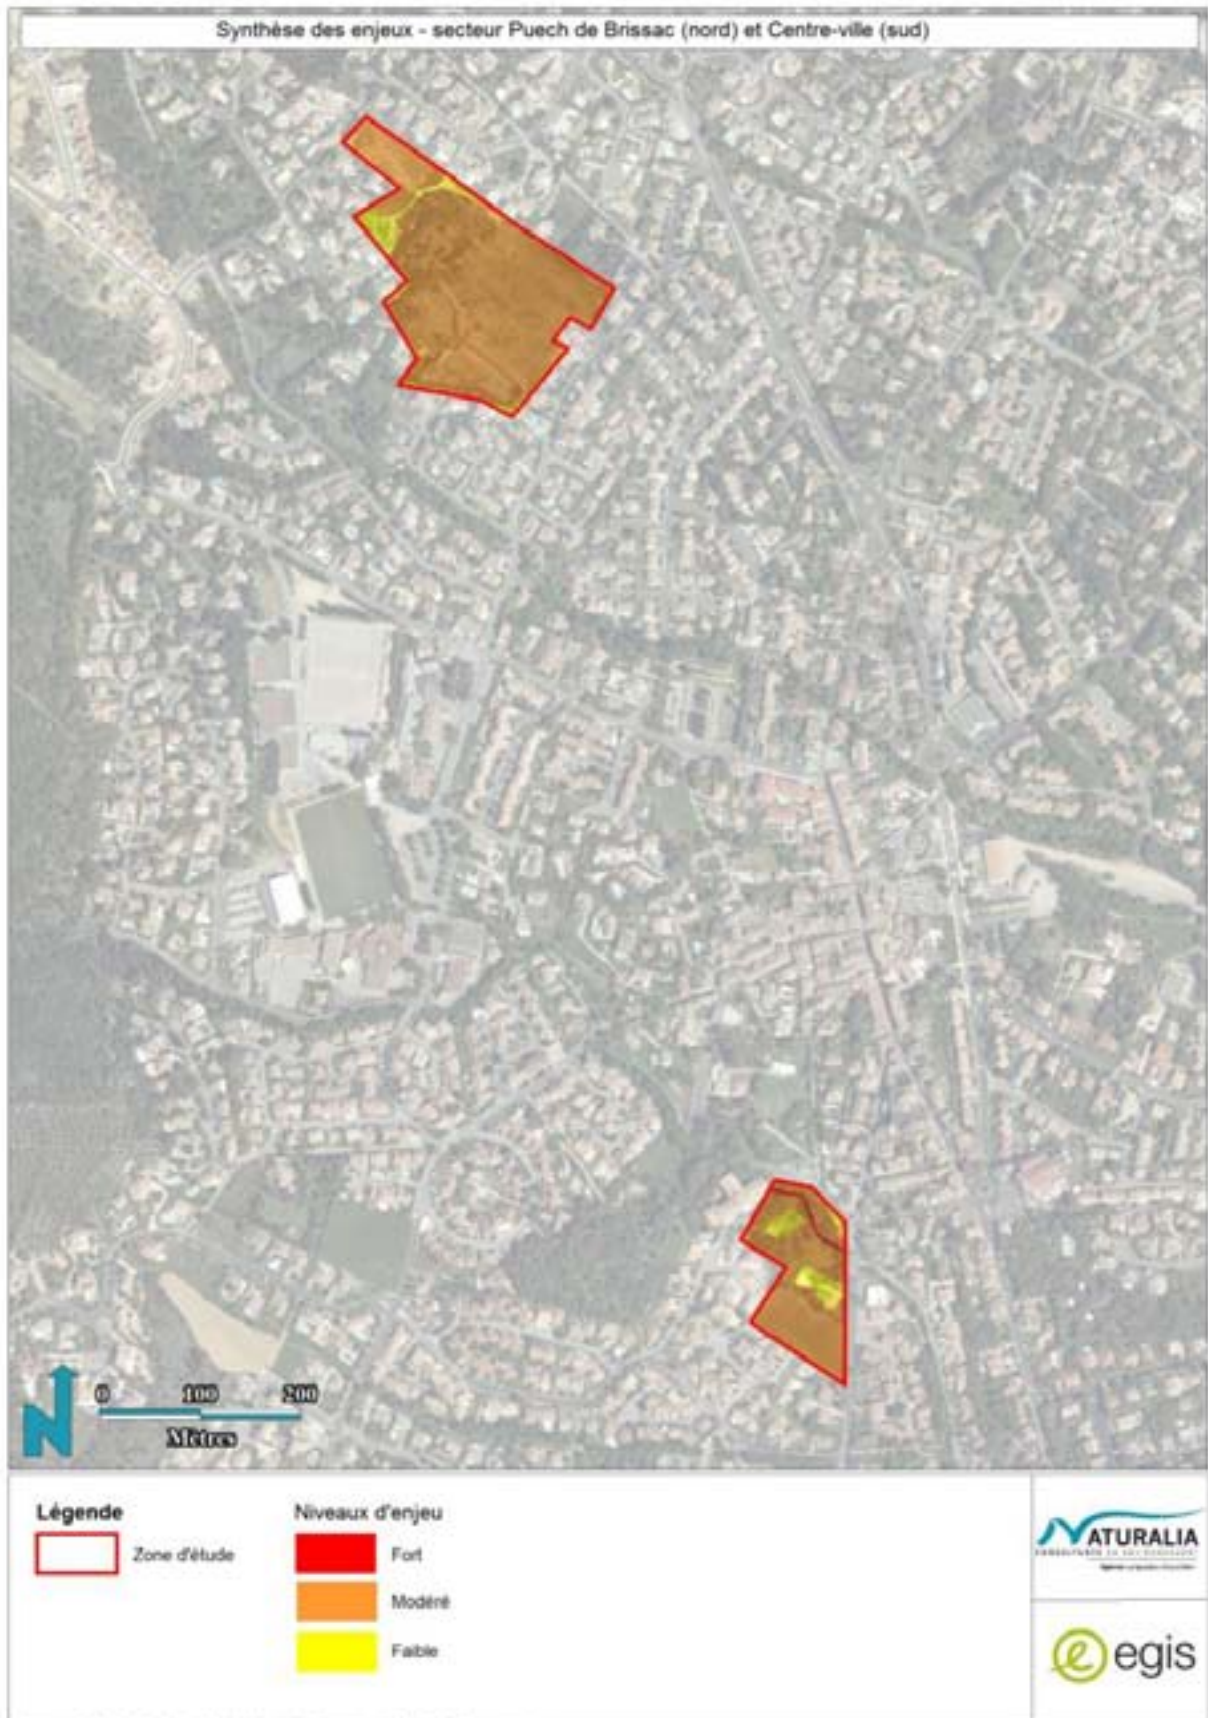 Synthèse des enjeux - secteur Puech de Brissac (nord) et Centre-ville (sud)
N
0 100 200
Mètres
Légende
Zone d'étude
Niveaux d'enjeu
Fort
Modéré
Faible
NATURALIA
egis